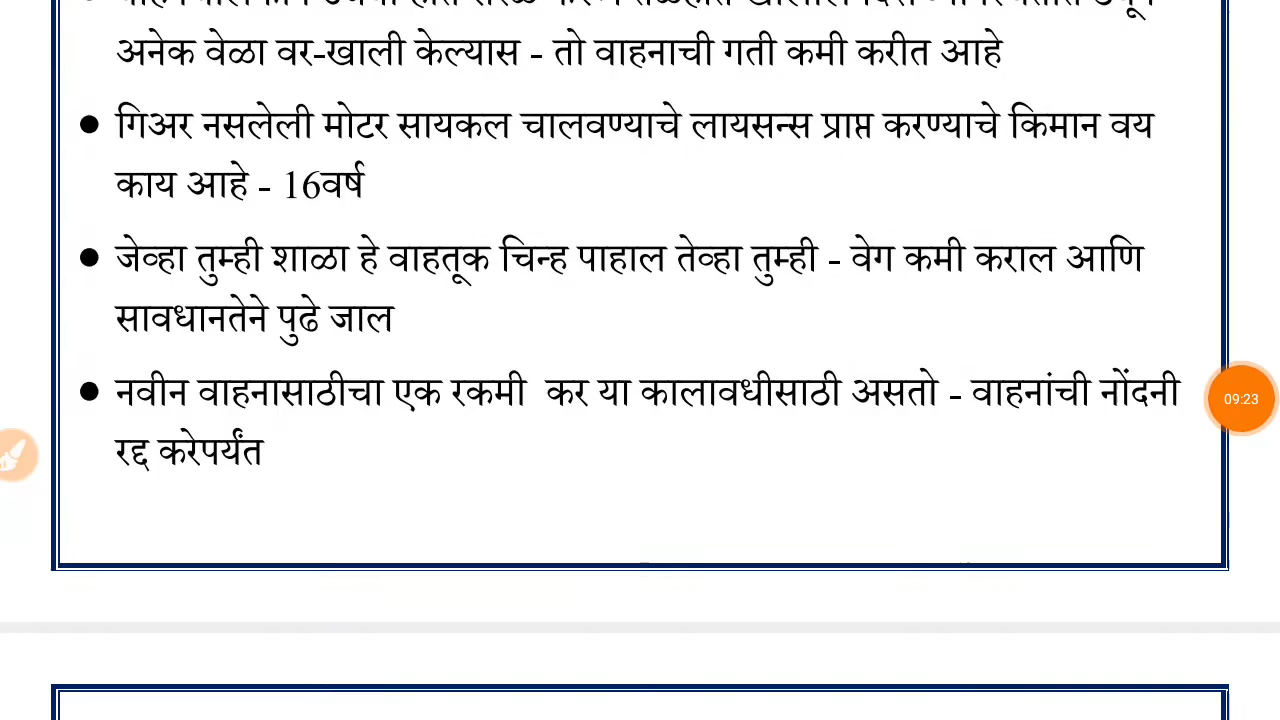 अनेक वेळा वर-खाली केल्यास - तो वाहनाची गती कमी करीत आहे
● गिअर नसलेली मोटर सायकल चालवण्याचे लायसन्स प्राप्त करण्याचे किमान वय
काय आहे - 16वर्ष
● जेव्हा तुम्ही शाळा हे वाहतूक चिन्ह पाहाल तेव्हा तुम्ही - वेग कमी कराल आणि
सावधानतेने पुढे जाल
● नवीन वाहनासाठीचा एक रकमी कर या कालावधीसाठी असतो - वाहनांची नोंदनी
09:23
रद्द करेपर्यंत